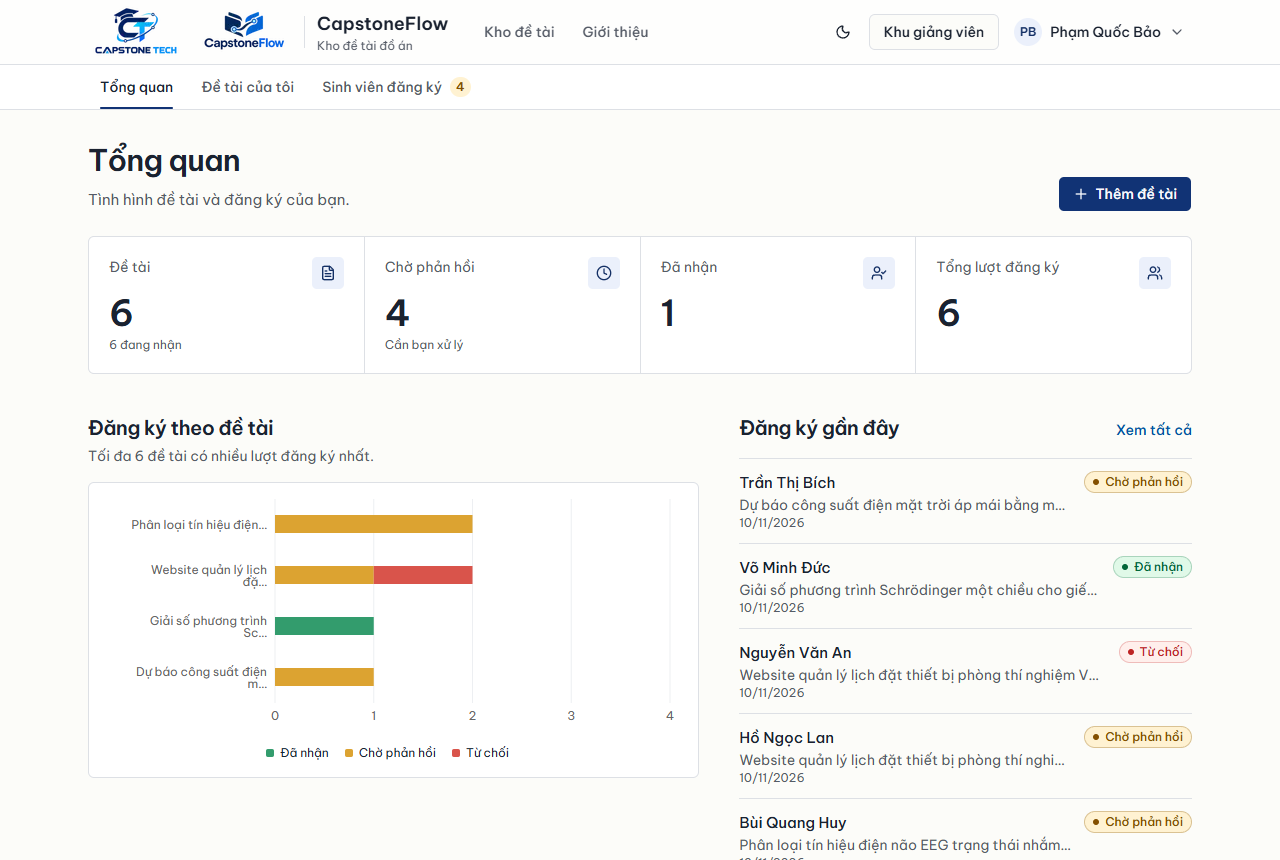 CT
CAPSTONE TECH
CapstoneFlow
CapstoneFlow
Kho đề tài đồ án
Kho đề tài
Giới thiệu
Khu giảng viên
PB
Phạm Quốc Bảo
Tổng quan
Đề tài của tôi
Sinh viên đăng ký
4
Tổng quan
Tình hình đề tài và đăng ký của bạn.
+ Thêm đề tài
Đề tài
6
6 đang nhận
Chờ phản hồi
4
Cần bạn xử lý
Đã nhận
1
Tổng lượt đăng ký
6
Đăng ký theo đề tài
Tối đa 6 đề tài có nhiều lượt đăng ký nhất.
Phân loại tín hiệu điện...
Website quản lý lịch
đặ...
Giải số phương trình
Sc...
Dự báo công suất điện
m...
0 1 2 3 4
Đã nhận
Chờ phản hồi
Từ chối
Đăng ký gần đây
Xem tất cả
Trần Thị Bích
Chờ phản hồi
Dự báo công suất điện mặt trời áp mái bằng m...
10/11/2026
Võ Minh Đức
Đã nhận
Giải số phương trình Schrödinger một chiều cho giế...
10/11/2026
Nguyễn Văn An
Từ chối
Website quản lý lịch đặt thiết bị phòng thí nghiệm V...
10/11/2026
Hồ Ngọc Lan
Chờ phản hồi
Website quản lý lịch đặt thiết bị phòng thí nghi...
10/11/2026
Bùi Quang Huy
Chờ phản hồi
Phân loại tín hiệu điện não EEG trạng thái nhắm...